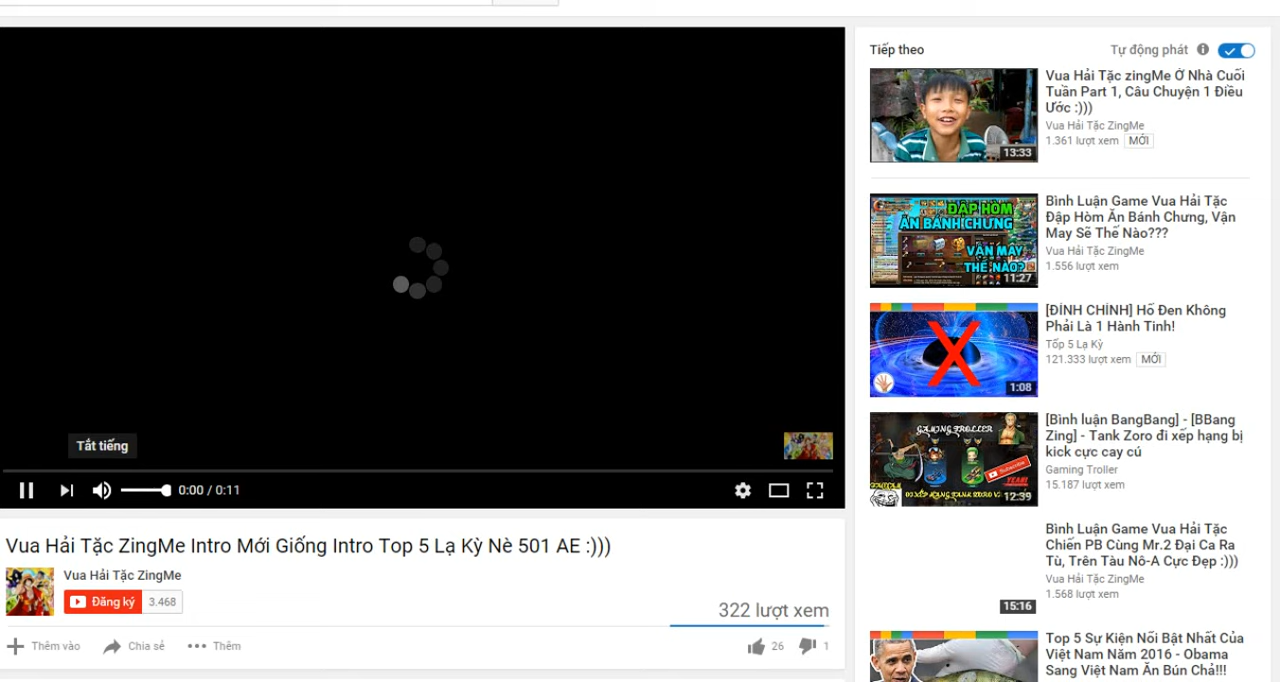 Tắt tiếng
0:00 / 0:11
Vua Hải Tặc ZingMe Intro Mới Giống Intro Top 5 Lạ Kỳ Nè 501 AE :)))
Vua Hải Tặc ZingMe
Đăng ký 3.468
322 lượt xem
Thêm vào Chia sẻ Thêm 26 1
Tiếp theo Tự động phát
13:33
Vua Hải Tặc zingMe Ở Nhà Cuối
Tuần Part 1, Câu Chuyện 1 Điều
Ước :)))
Vua Hải Tặc ZingMe
1.361 lượt xem MỚI
ĐẬP HÒM
ĂN BÁNH CHƯNG
VẬN MAY
THẾ NÀO?
11:27
Bình Luận Game Vua Hải Tặc
Đập Hòm Ăn Bánh Chưng, Vận
May Sẽ Thế Nào???
Vua Hải Tặc ZingMe
1.556 lượt xem
X
1:08
[ĐÍNH CHÍNH] Hố Đen Không
Phải Là 1 Hành Tinh!
Tốp 5 Lạ Kỳ
121.333 lượt xem MỚI
GAMING TROLLER
Subscribe
YEAH!
12:39
[Bình luận BangBang] - [BBang
Zing] - Tank Zoro đi xếp hạng bị
kick cực cay cú
Gaming Troller
15.187 lượt xem
15:16
Bình Luận Game Vua Hải Tặc
Chiến PB Cùng Mr.2 Đại Ca Ra
Tù, Trên Tàu Nô-A Cực Đẹp :)))
Vua Hải Tặc ZingMe
1.568 lượt xem
Top 5 Sự Kiện Nổi Bật Nhất Của
Việt Nam Năm 2016 - Obama
Sang Việt Nam Ăn Bún Chả!!!